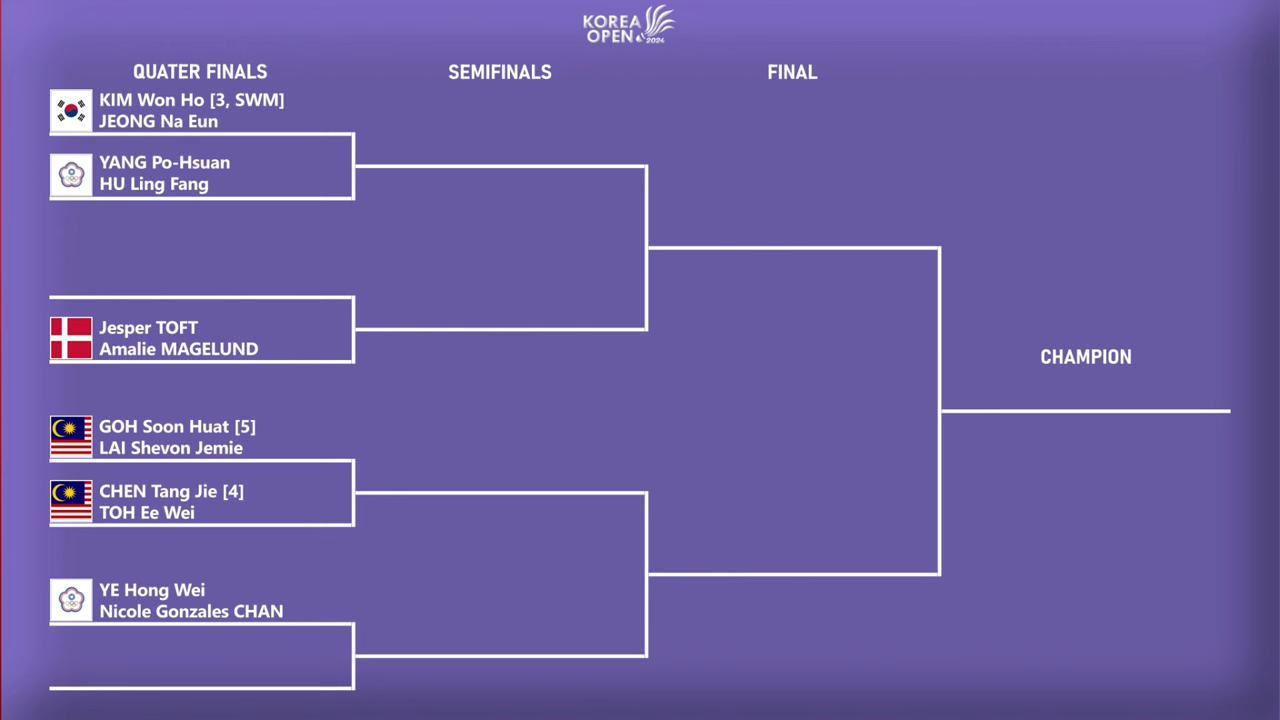 KOREA
OPEN 2024
QUATER FINALS
SEMIFINALS
FINAL
KIM Won Ho [3, SWM]
JEONG Na Eun
YANG Po-Hsuan
HU Ling Fang
Jesper TOFT
Amalie MAGELUND
CHAMPION
GOH Soon Huat [5]
LAI Shevon Jemie
CHEN Tang Jie [4]
TOH Ee Wei
YE Hong Wei
Nicole Gonzales CHAN